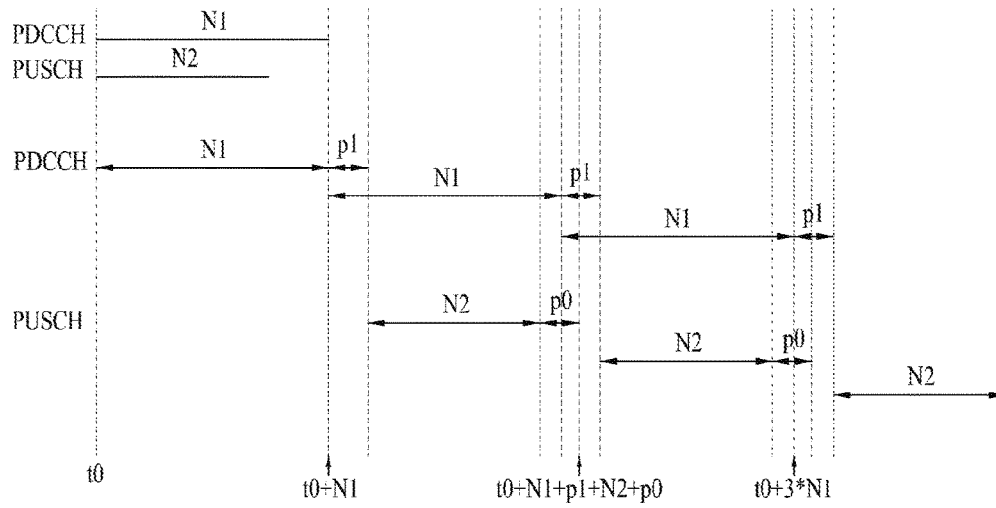 PDCCH N1
PUSCH N2
PDCCH N1 p1
N1 p1
N1 p1
PUSCH N2 p0
N2 p0
N2
t0 t0+N1 t0+N1+p1+N2+p0 t0+3*N1